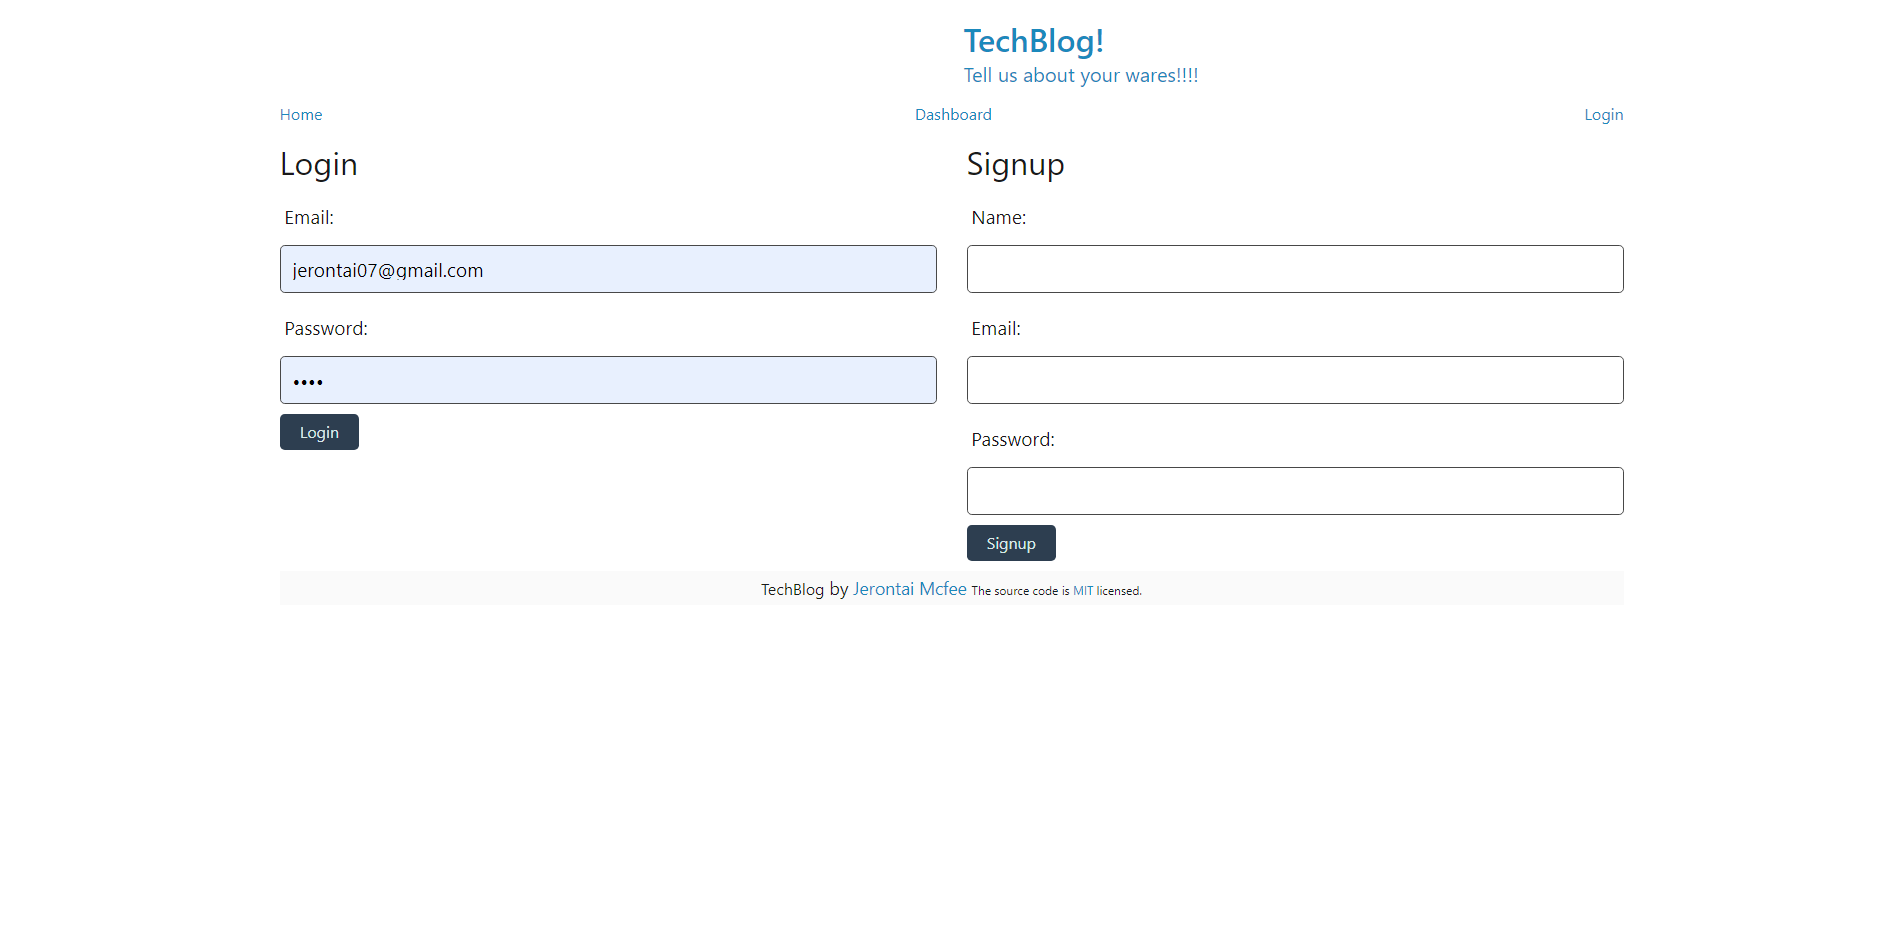 TechBlog!
Tell us about your wares!!!!
Home Dashboard Login
Login
Email:
jerontai07@gmail.com
Password:
••••
Login
Signup
Name:
Email:
Password:
Signup
TechBlog by Jerontai Mcfee The source code is MIT licensed.